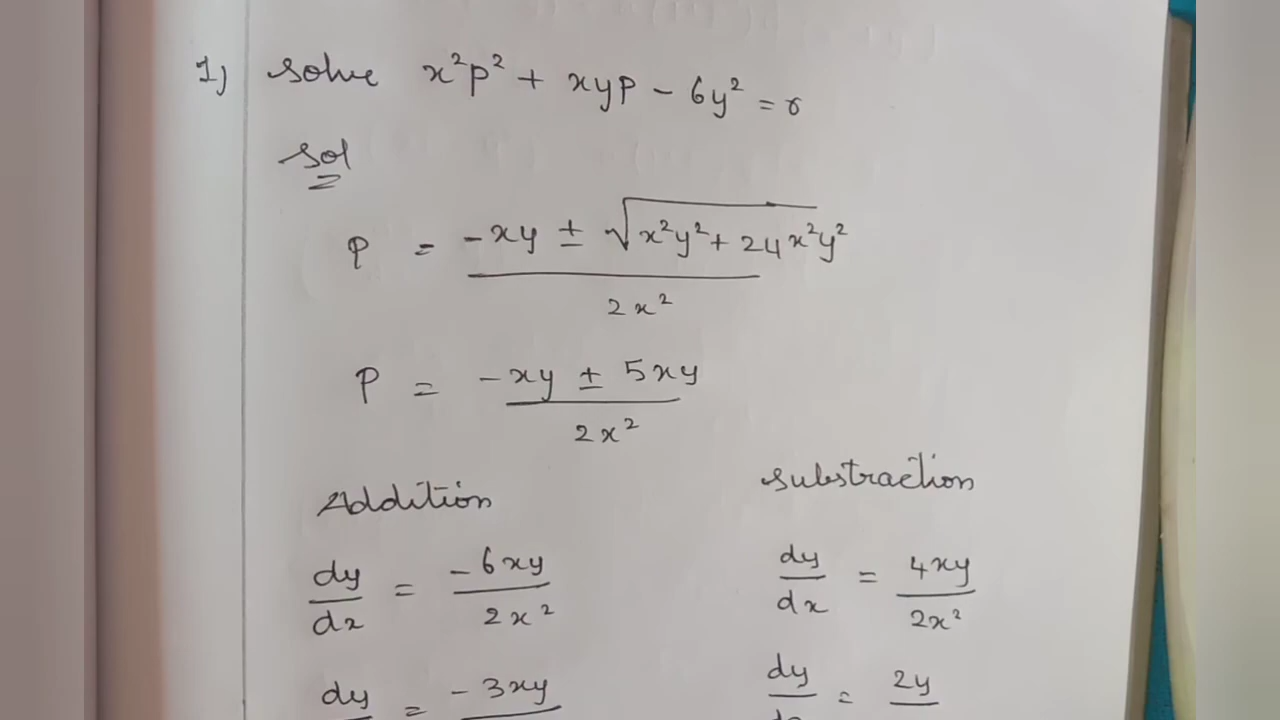 1) solve x²p² + xyp - 6y² = 0
Sol
P = -xy ± √x²y² + 24x²y² / 2x²
P = -xy ± 5xy / 2x²
Addition
substraction
dy/dx = -6xy / 2x²
dy/dx = 4xy / 2x²
dy = -3xy
dy/dx = 2y